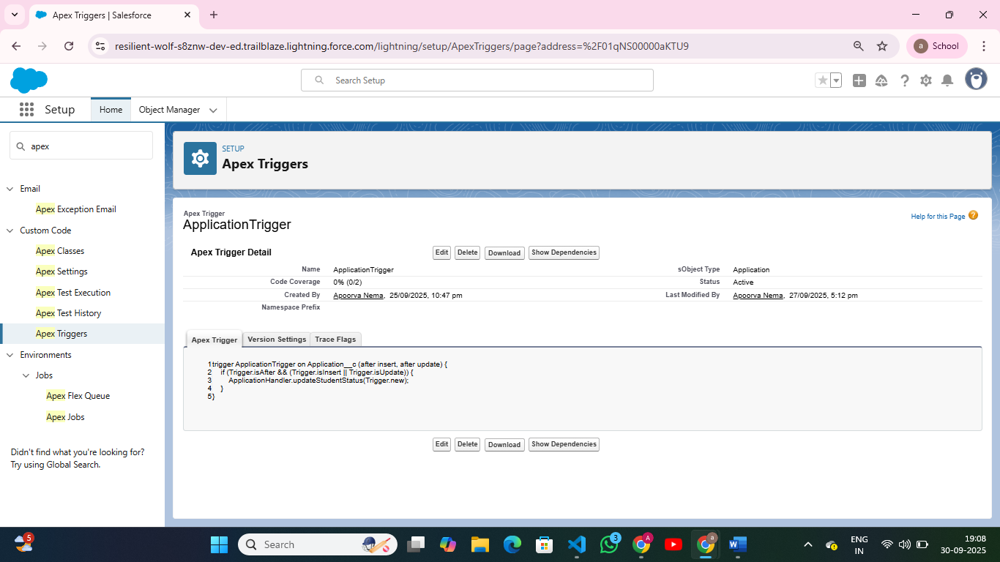 Apex Triggers | Salesforce
resilient-wolf-s8znw-dev-ed.trailblaze.lightning.force.com/lightning/setup/ApexTriggers/page?address=%2F01qNS00000aKTU9
a School
Search Setup
Setup
Home
Object Manager
apex
Email
Apex Exception Email
Custom Code
Apex Classes
Apex Settings
Apex Test Execution
Apex Test History
Apex Triggers
Environments
Jobs
Apex Flex Queue
Apex Jobs
Didn't find what you're looking for?
Try using Global Search.
SETUP
Apex Triggers
Apex Trigger
ApplicationTrigger
Help for this Page ?
Apex Trigger Detail
Edit Delete Download Show Dependencies
Name ApplicationTrigger sObject Type Application
Code Coverage 0% (0/2) Status Active
Created By Apoorva Nema, 25/09/2025, 10:47 pm Last Modified By Apoorva Nema, 27/09/2025, 5:12 pm
Namespace Prefix
Apex Trigger Version Settings Trace Flags
1 trigger ApplicationTrigger on Application__c (after insert, after update) {
2 if (Trigger.isAfter && (Trigger.isInsert || Trigger.isUpdate)) {
3 ApplicationHandler.updateStudentStatus(Trigger.new);
4 }
5 }
Edit Delete Download Show Dependencies
5
Search
3
A
a
ENG
IN
19:08
30-09-2025